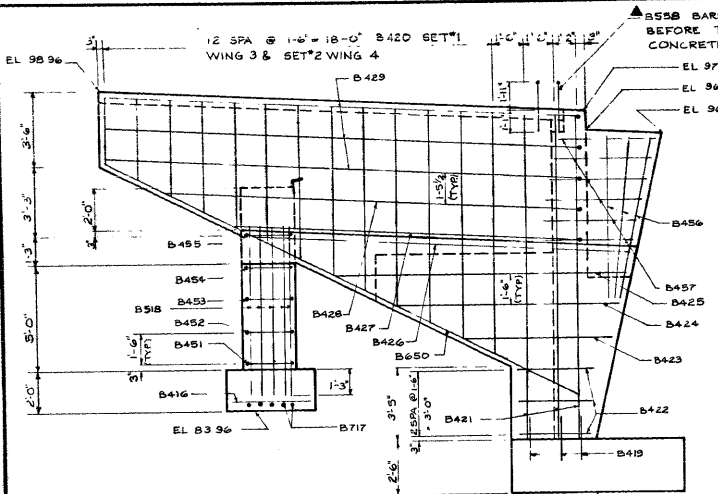 ▲ B558 BAR
BEFORE T
CONCRET
3"
12 SPA @ 1'-6" = 18'-0" B420 SET #1
WING 3 & SET #2 WING 4
1'-0"
9"
EL 98 96
B429
EL 97
EL 96
EL 96
1'-11"
1'-1"
3'-6"
3'-3"
2'-0"
3"
1'-3"
1'-5 1/2
(TYP)
B456
B455
B457
B454
B425
B453
B518
B428
B427
B426
1'-6"
(TYP)
B424
B452
B650
1'-6"
(TYP)
B451
B423
5'-0"
3"
1'-3"
B416
2'-0"
3'-5"
3"
2 SPA @ 1'-6"
= 3'-0"
B421
B422
EL 83 96
B717
B419
2'-6"